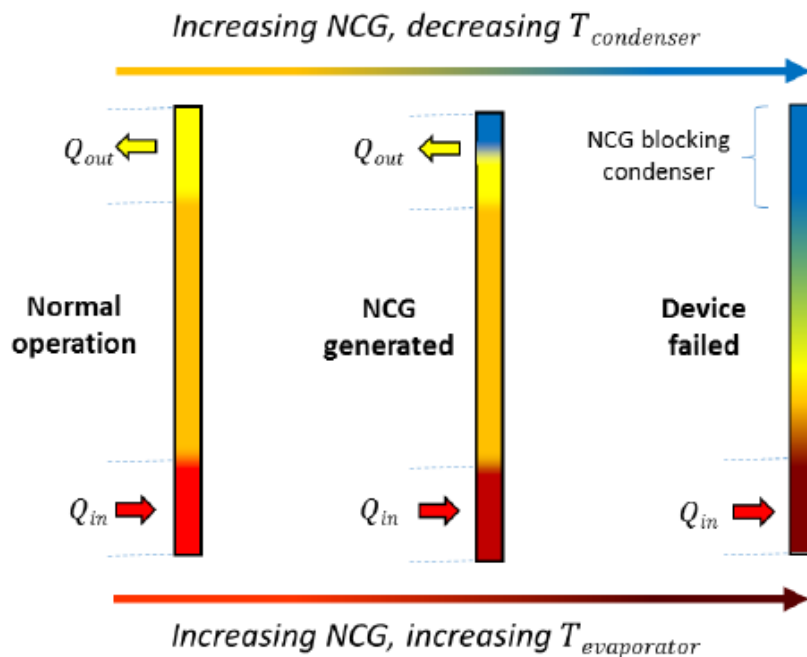 Increasing NCG, decreasing T_condenser
Q_out
Q_out
NCG blocking
condenser
Normal
operation
NCG
generated
Device
failed
Q_in
Q_in
Q_in
Increasing NCG, increasing T_evaporator